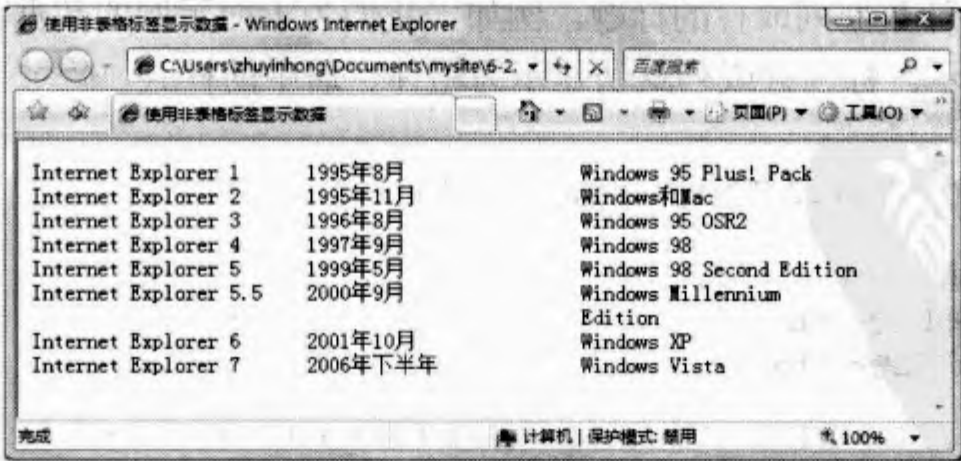 使用非表格标签显示数据 - Windows Internet Explorer
C:\Users\zhuyinhong\Documents\mysite\6-2. 百度搜索
使用非表格标签显示数据 页面(P) 工具(O)
Internet Explorer 1 1995年8月 Windows 95 Plus! Pack
Internet Explorer 2 1995年11月 Windows和Mac
Internet Explorer 3 1996年8月 Windows 95 OSR2
Internet Explorer 4 1997年9月 Windows 98
Internet Explorer 5 1999年5月 Windows 98 Second Edition
Internet Explorer 5.5 2000年9月 Windows Millennium
Edition
Internet Explorer 6 2001年10月 Windows XP
Internet Explorer 7 2006年下半年 Windows Vista
完成 计算机 | 保护模式: 禁用 100%